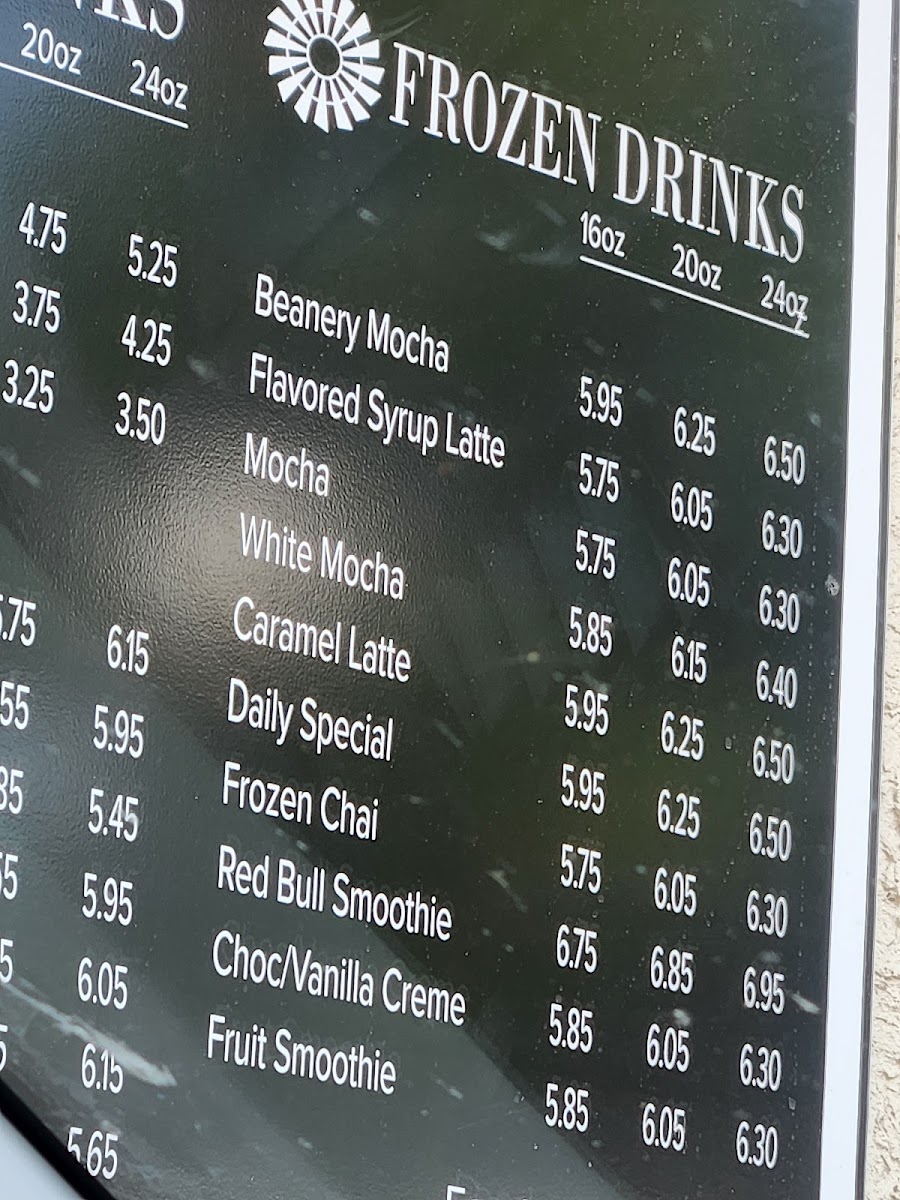 20oz 24oz
4.75 5.25
3.75 4.25
3.25 3.50
6.15
5.95
5.45
5.95
6.05
6.15
5.65
FROZEN DRINKS
16oz 20oz 24oz
Beanery Mocha 5.95 6.25 6.50
Flavored Syrup Latte 5.75 6.05 6.30
Mocha 5.75 6.05 6.30
White Mocha 5.85 6.15 6.40
Caramel Latte 5.95 6.25 6.50
Daily Special 5.95 6.25 6.50
Frozen Chai 5.75 6.05 6.30
Red Bull Smoothie 6.75 6.85 6.95
Choc/Vanilla Creme 5.85 6.05 6.30
Fruit Smoothie 5.85 6.05 6.30